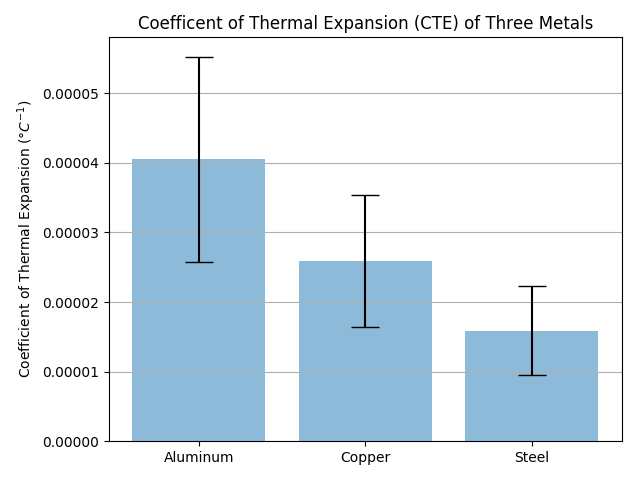 Coefficent of Thermal Expansion (CTE) of Three Metals
Coefficient of Thermal Expansion (°C⁻¹)
0.00005
0.00004
0.00003
0.00002
0.00001
0.00000
Aluminum Copper Steel